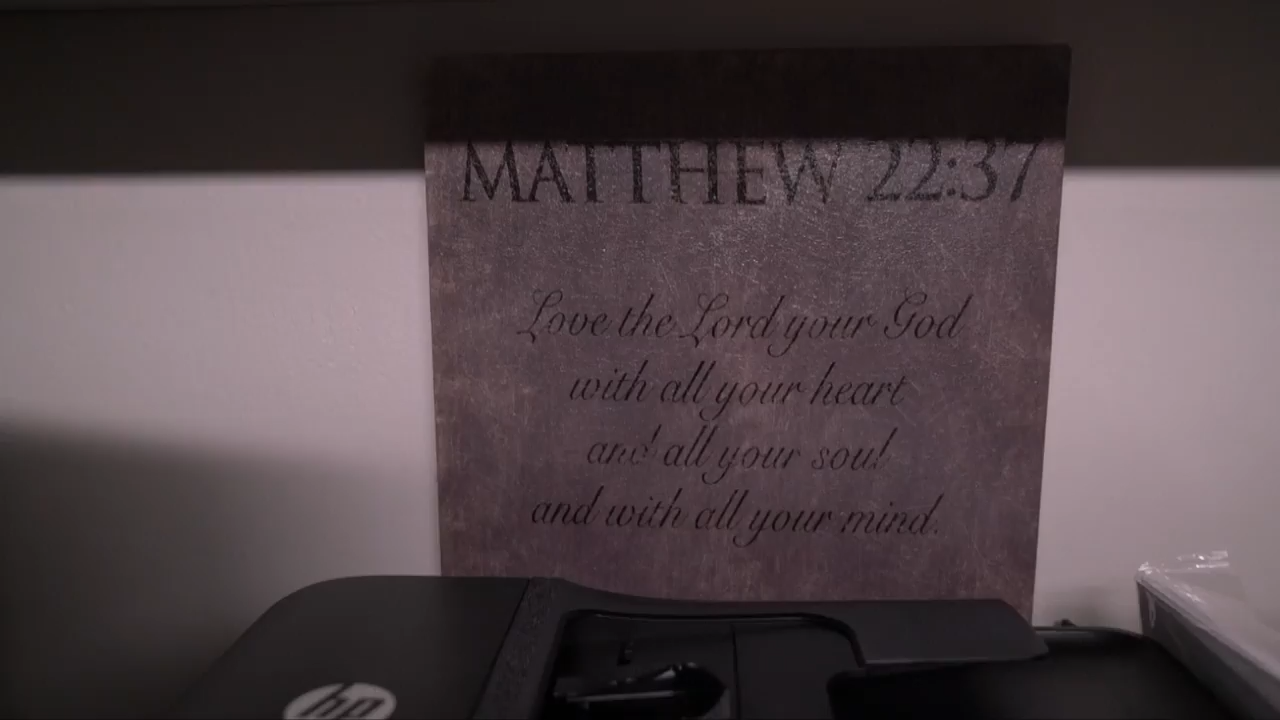 MATTHEW 22:37
Love the Lord your God
with all your heart
and all your soul
and with all your mind.
hp